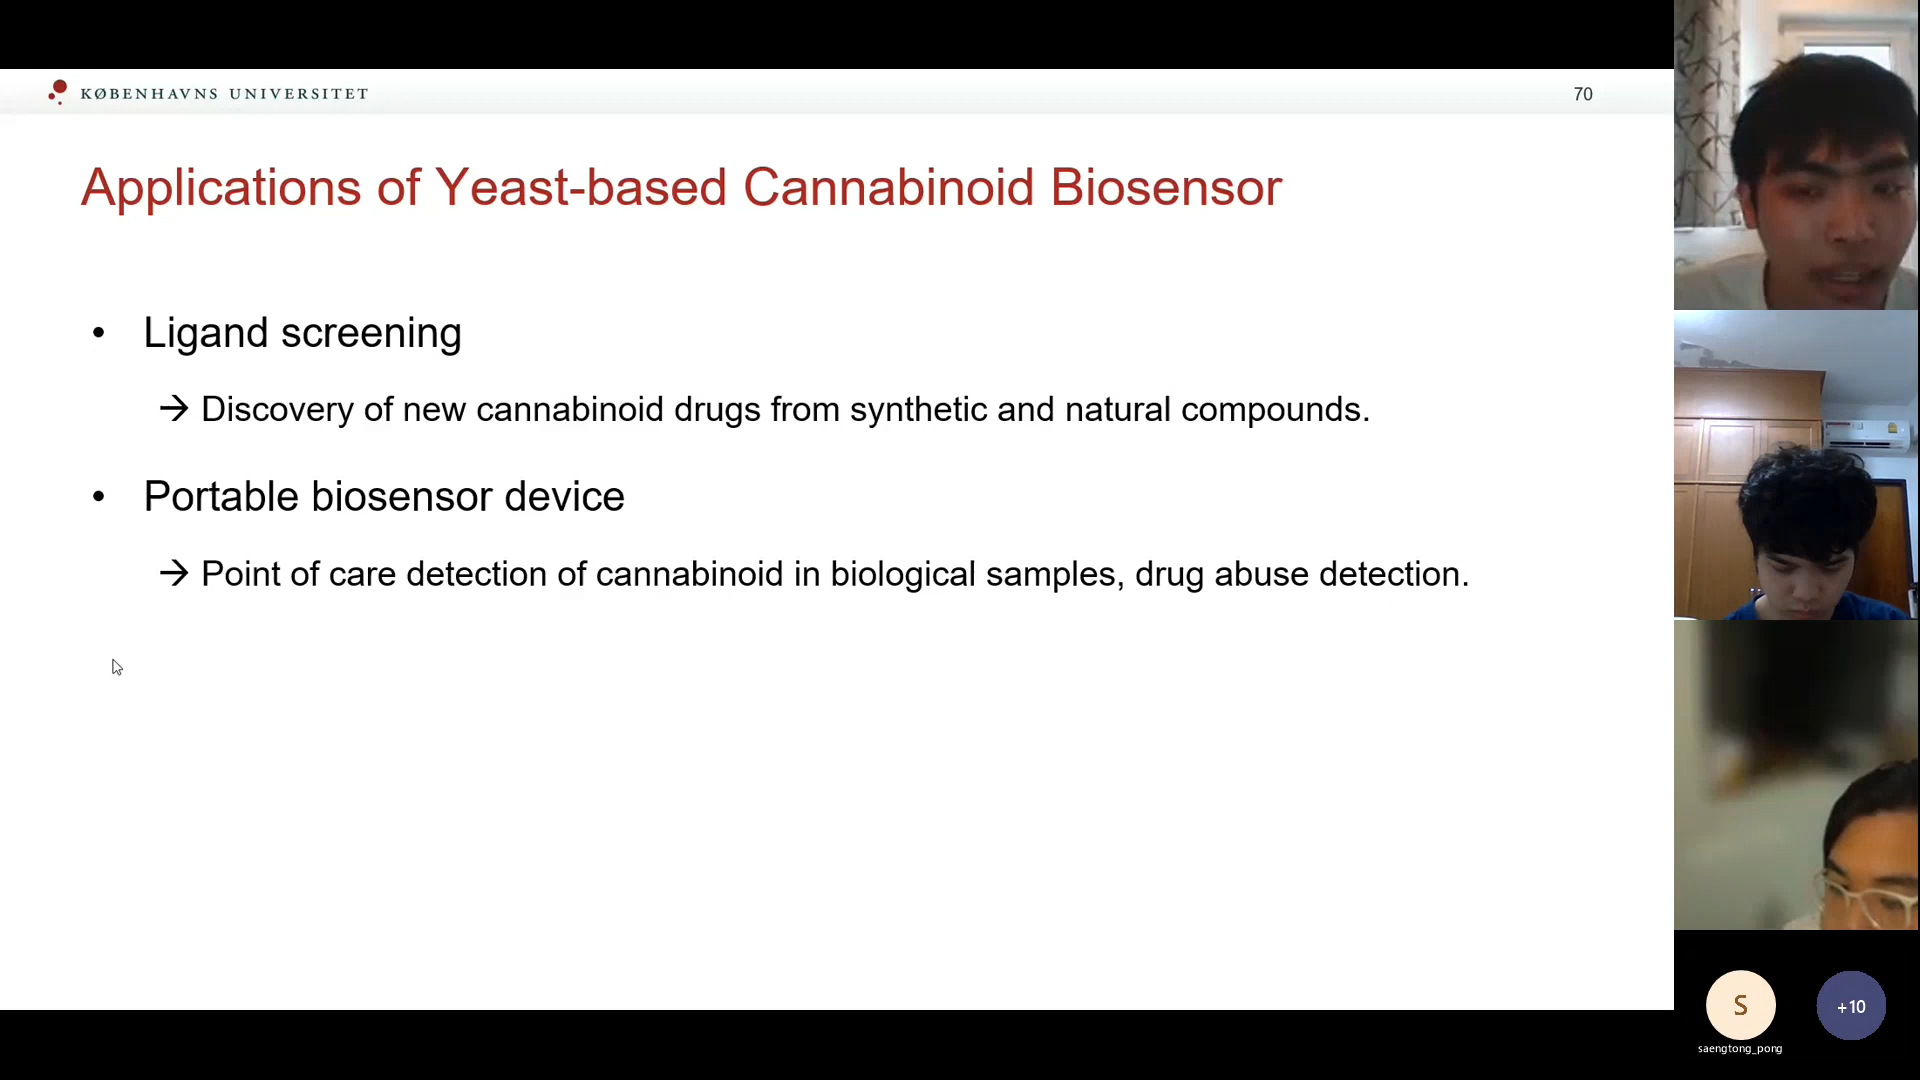 KØBENHAVNS UNIVERSITET
70
Applications of Yeast-based Cannabinoid Biosensor
• Ligand screening
→ Discovery of new cannabinoid drugs from synthetic and natural compounds.
• Portable biosensor device
→ Point of care detection of cannabinoid in biological samples, drug abuse detection.
S
+10
saengtong_pong